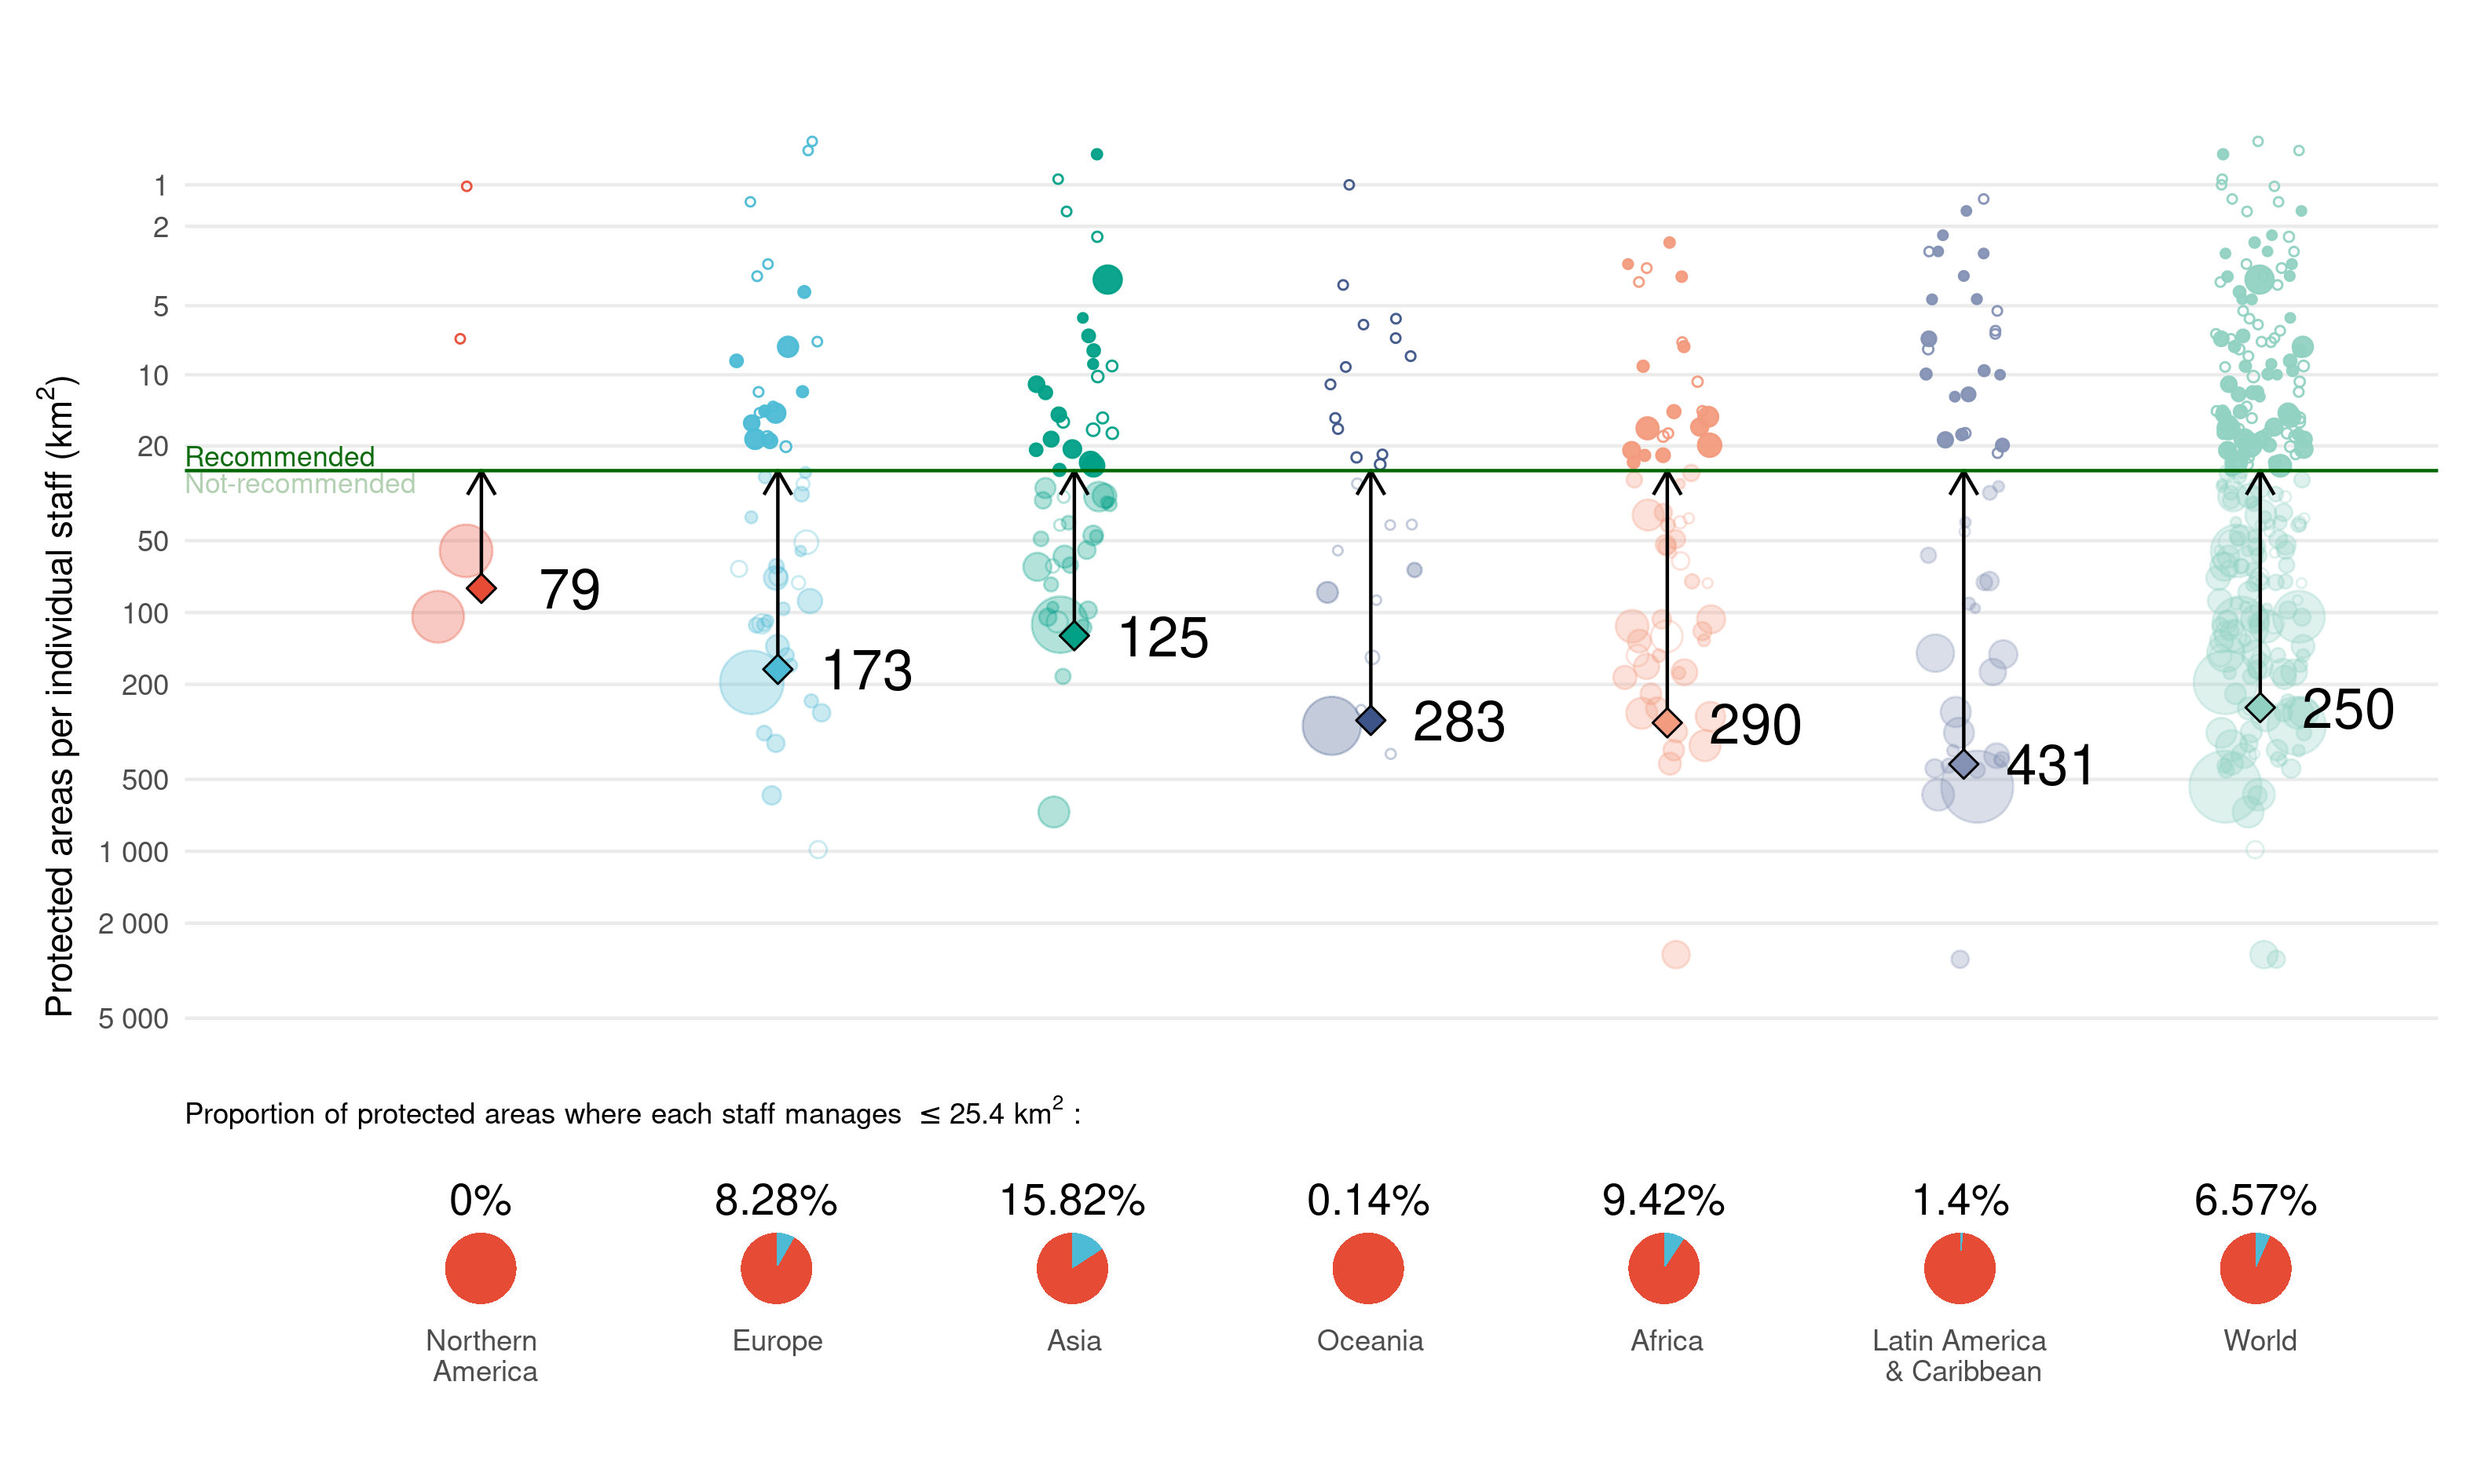 Protected areas per individual staff (km²)
1
2
5
10
20
50
100
200
500
1 000
2 000
5 000
Recommended
Not-recommended
79
173
125
283
290
431
250
Proportion of protected areas where each staff manages ≤ 25.4 km² :
0%
8.28%
15.82%
0.14%
9.42%
1.4%
6.57%
Northern
America
Europe
Asia
Oceania
Africa
Latin America
& Caribbean
World